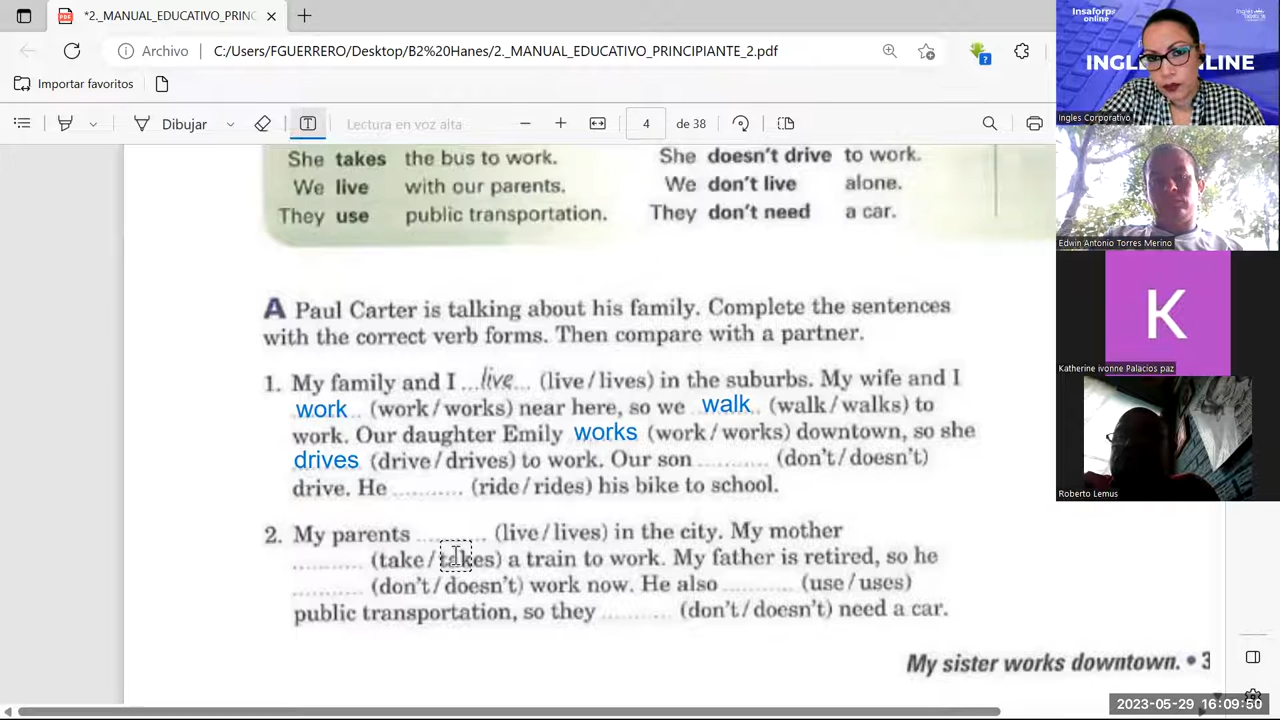 *2_MANUAL_EDUCATIVO_PRINC
Archivo
C:/Users/FGUERRERO/Desktop/B2%20Hanes/2._MANUAL_EDUCATIVO_PRINCIPIANTE_2.pdf
Importar favoritos
Dibujar
Lectura en voz alta
4
de 38
She takes the bus to work.
We live with our parents.
They use public transportation.
She doesn't drive to work.
We don't live alone.
They don't need a car.
A Paul Carter is talking about his family. Complete the sentences
with the correct verb forms. Then compare with a partner.
1. My family and I ...live... (live/lives) in the suburbs. My wife and I
work .. (work/works) near here, so we walk .. (walk/walks) to
work. Our daughter Emily works (work/works) downtown, so she
drives (drive/drives) to work. Our son ........... (don't/doesn't)
drive. He ........... (ride/rides) his bike to school.
2. My parents ........... (live/lives) in the city. My mother
........... (take/takes) a train to work. My father is retired, so he
........... (don't/doesn't) work now. He also ........... (use/uses)
public transportation, so they ........... (don't/doesn't) need a car.
My sister works downtown. • 3
Insaforp
online
INGL
ONLINE
Ingles Corporativo
Edwin Antonio Torres Merino
K
Katherine ivonne Palacios paz
Roberto Lemus
2023-05-29 16:09:50